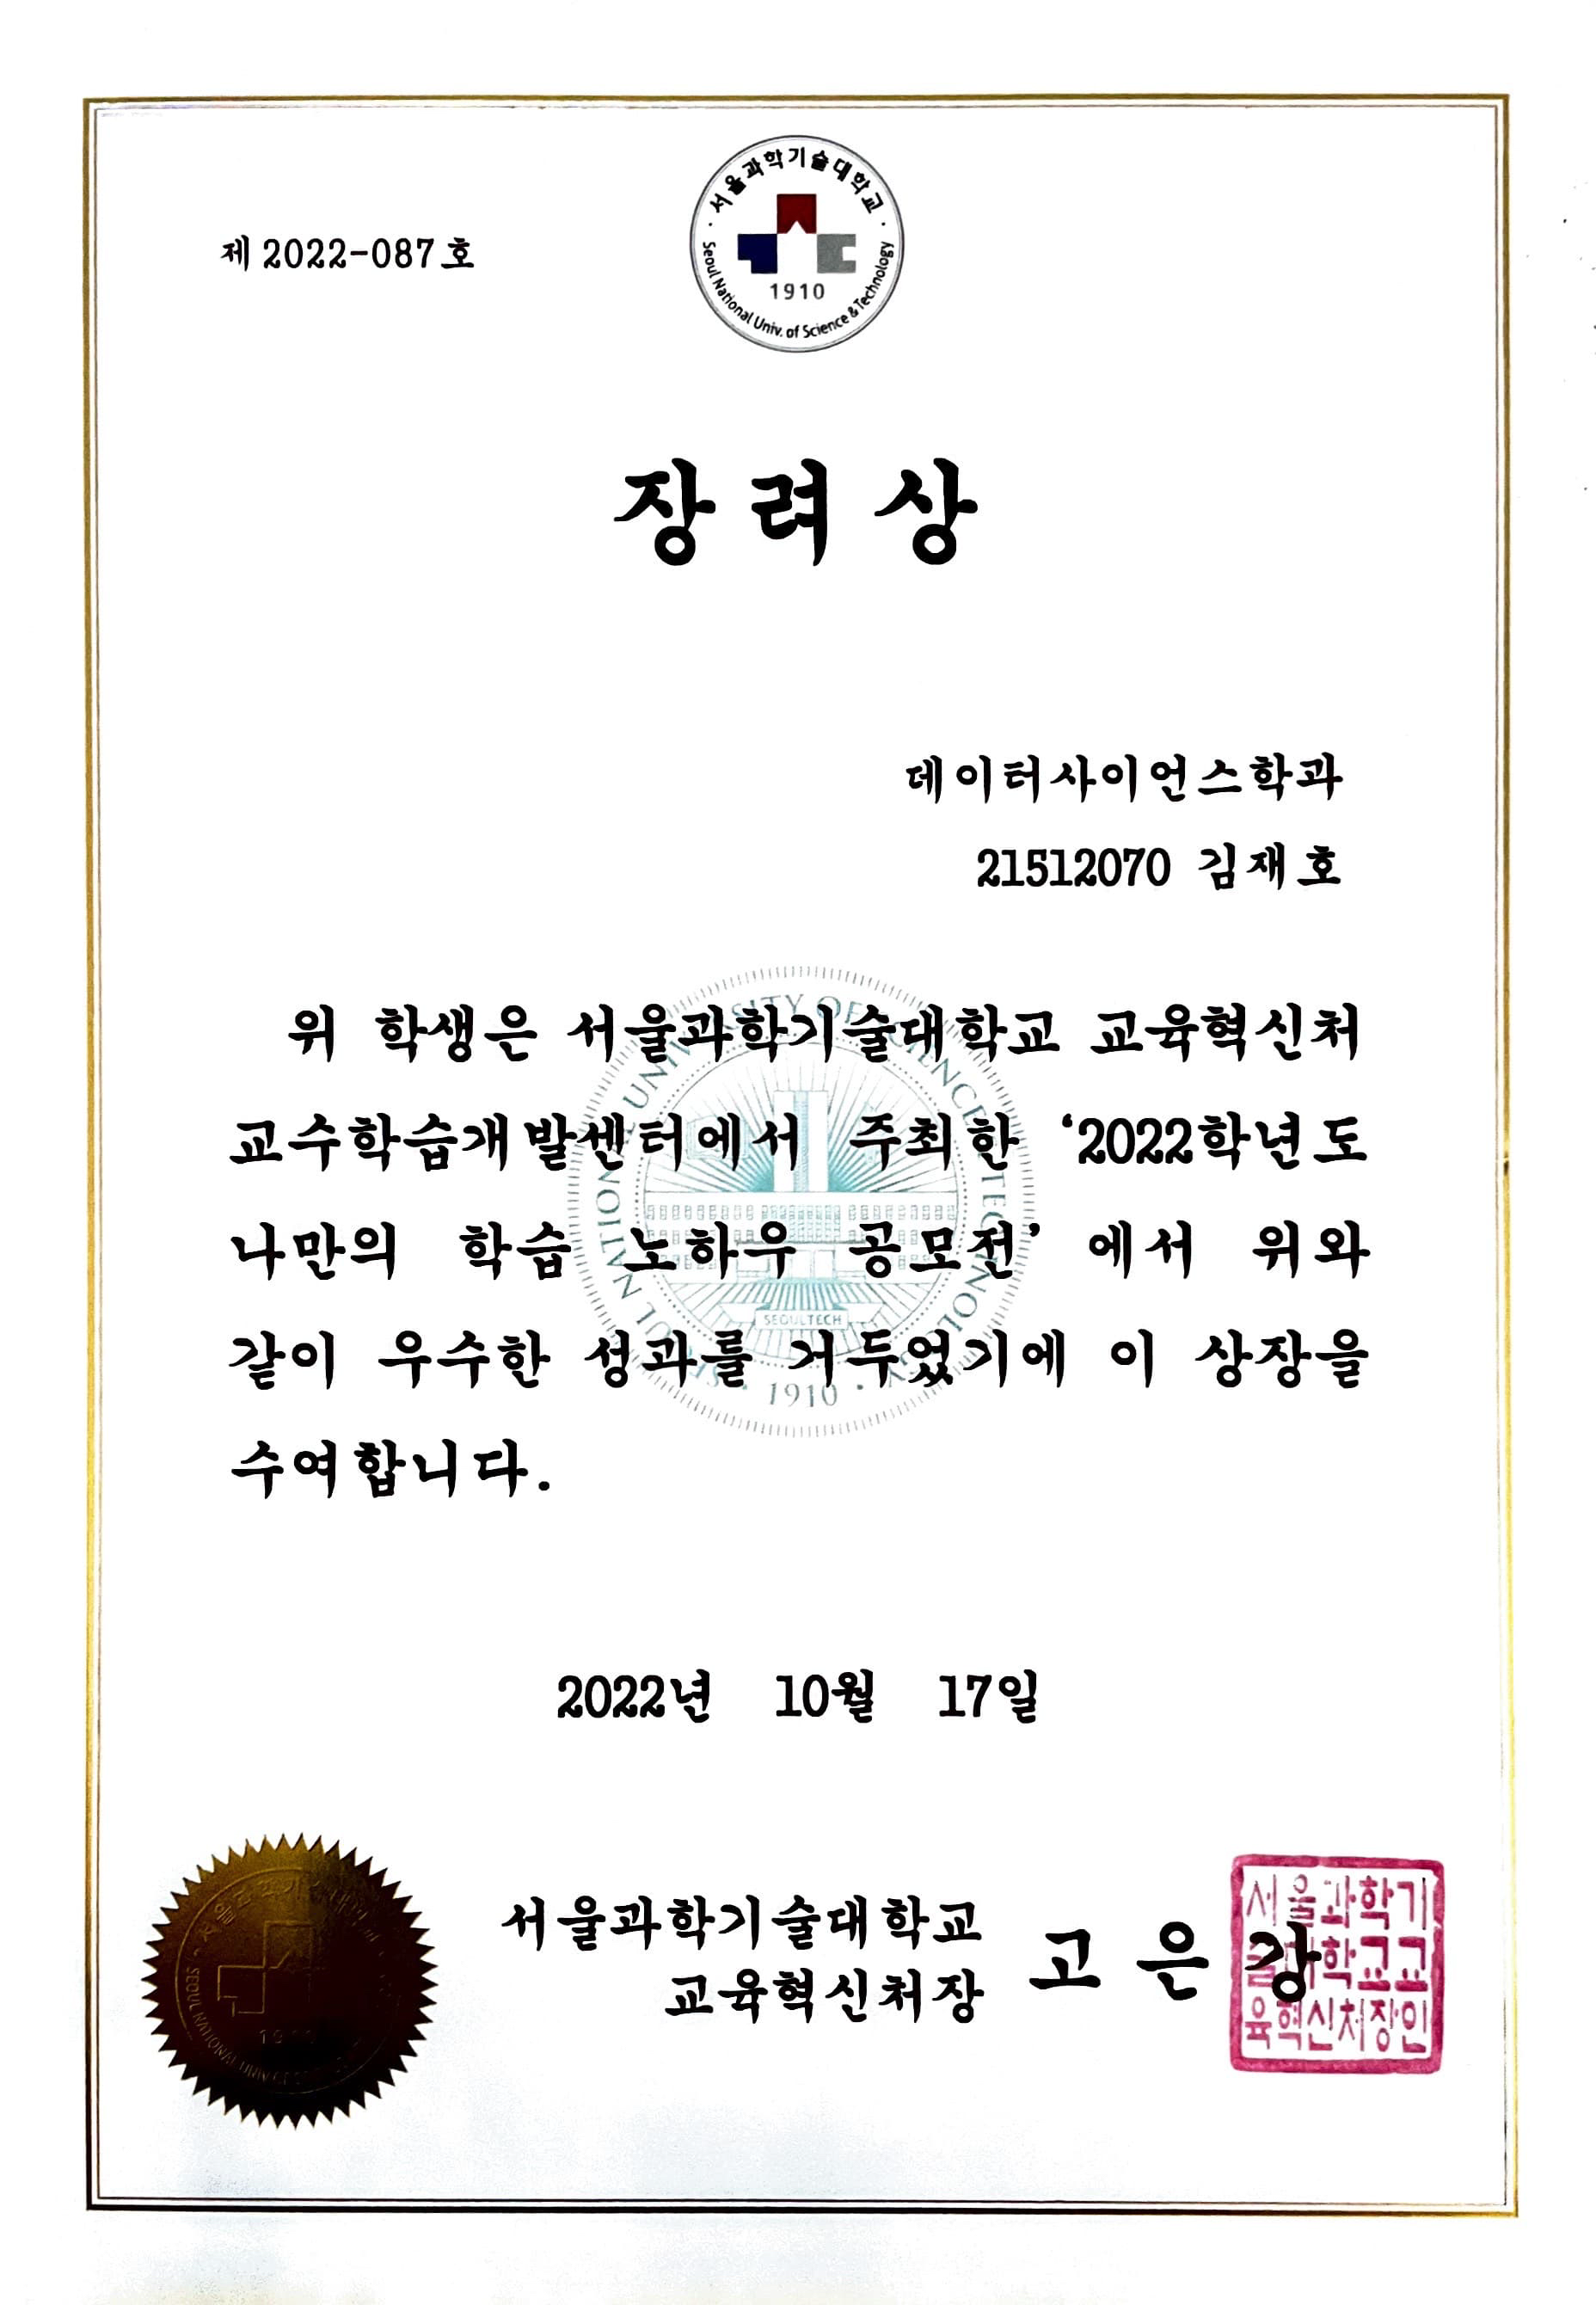 제 2022-087 호
서울과학기술대학교
Seoul National Univ. of Science & Technology
1910
장려상
데이터사이언스학과
21512070 김재호
위 학생은 서울과학기술대학교 교육혁신처
교수학습개발센터에서 주최한 ‘2022학년도
나만의 학습 노하우 공모전’ 에서 위와
같이 우수한 성과를 거두었기에 이 상장을
수여합니다.
SEOULTECH
1910
2022년 10월 17일
서울과학기술대학교
교육혁신처장
고은강
서울과학기
술대학교교
육혁신처장인